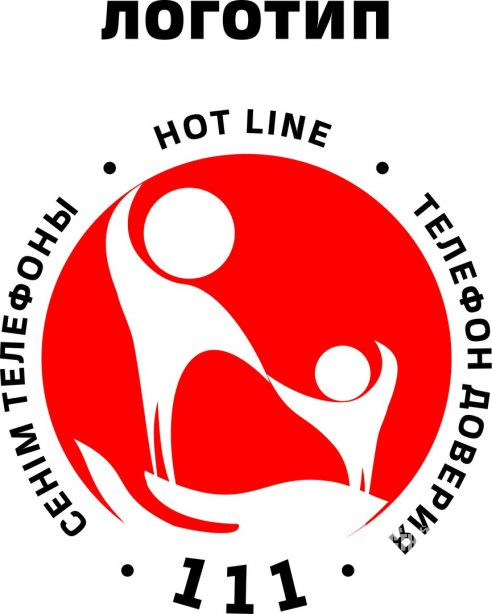 ЛОГОТИП
HOT LINE
СЕНІМ ТЕЛЕФОНЫ
ТЕЛЕФОН ДОВЕРИЯ
111